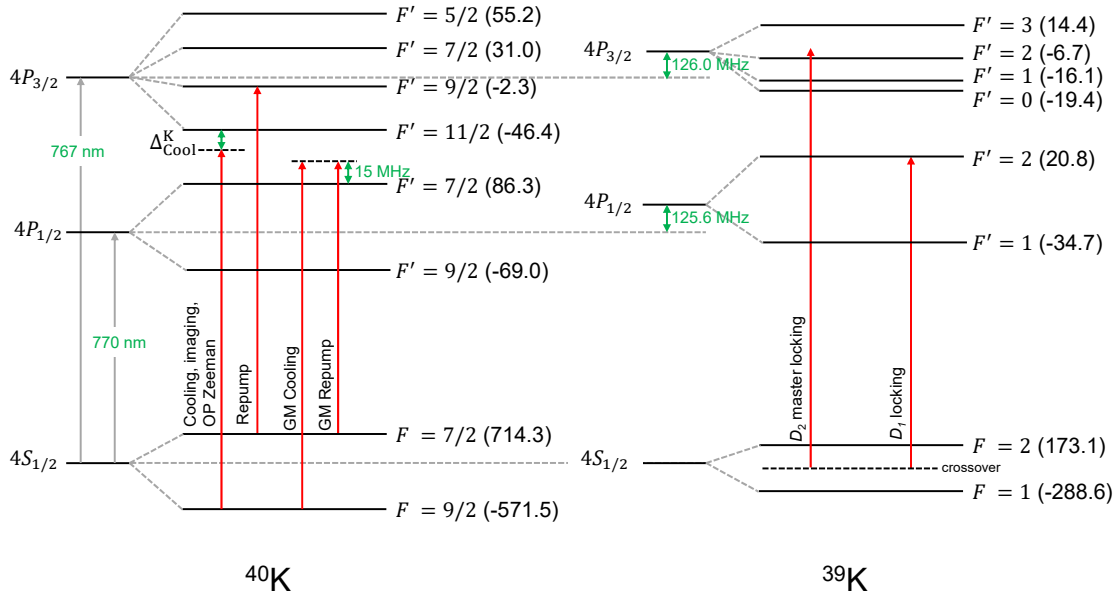 F′ = 5/2 (55.2)
F′ = 7/2 (31.0)
4P₃/₂
F′ = 9/2 (-2.3)
F′ = 11/2 (-46.4)
Δ_Cool^K
767 nm
15 MHz
F′ = 7/2 (86.3)
4P₁/₂
F′ = 9/2 (-69.0)
770 nm
Cooling, imaging,
OP Zeeman
Repump
GM Cooling
GM Repump
F = 7/2 (714.3)
4S₁/₂
F = 9/2 (-571.5)
⁴⁰K
F′ = 3 (14.4)
4P₃/₂
F′ = 2 (-6.7)
126.0 MHz
F′ = 1 (-16.1)
F′ = 0 (-19.4)
F′ = 2 (20.8)
4P₁/₂
125.6 MHz
F′ = 1 (-34.7)
D₂ master locking
D₁ locking
F = 2 (173.1)
4S₁/₂
crossover
F = 1 (-288.6)
³⁹K